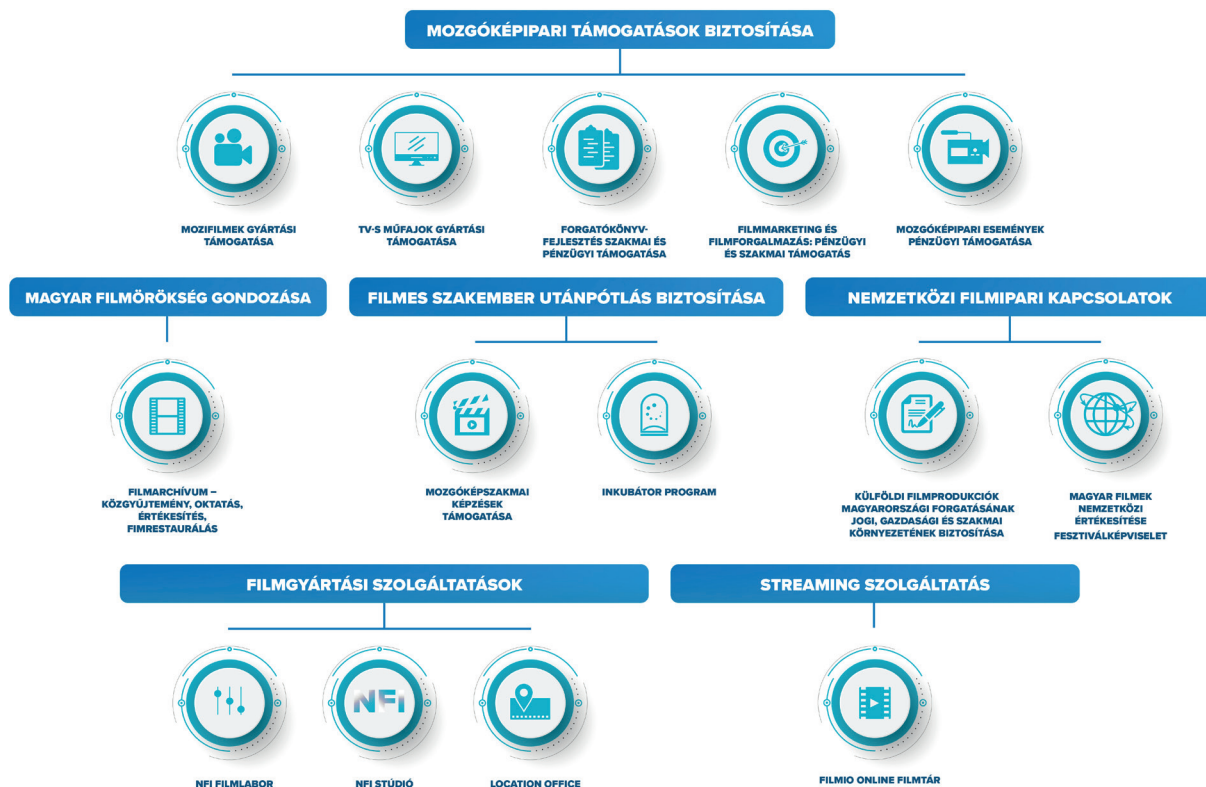 MOZGÓKÉPIPARI TÁMOGATÁSOK BIZTOSÍTÁSA
MOZIFILMEK GYÁRTÁSI
TÁMOGATÁSA
TV-S MŰFAJOK GYÁRTÁSI
TÁMOGATÁSA
FORGATÓKÖNYV-
FEJLESZTÉS SZAKMAI ÉS
PÉNZÜGYI TÁMOGATÁSA
FILMMARKETING ÉS
FILMFORGALMAZÁS: PÉNZÜGYI
ÉS SZAKMAI TÁMOGATÁS
MOZGÓKÉPIPARI ESEMÉNYEK
PÉNZÜGYI TÁMOGATÁSA
MAGYAR FILMÖRÖKSÉG GONDOZÁSA
FILMARCHÍVUM –
KÖZGYŰJTEMÉNY, OKTATÁS,
ÉRTÉKESÍTÉS,
FIMRESTAURÁLÁS
FILMES SZAKEMBER UTÁNPÓTLÁS BIZTOSÍTÁSA
MOZGÓKÉPSZAKMAI
KÉPZÉSEK
TÁMOGATÁSA
INKUBÁTOR PROGRAM
NEMZETKÖZI FILMIPARI KAPCSOLATOK
KÜLFÖLDI FILMPRODUKCIÓK
MAGYARORSZÁGI FORGATÁSÁNAK
JOGI, GAZDASÁGI ÉS SZAKMAI
KÖRNYEZETÉNEK BIZTOSÍTÁSA
MAGYAR FILMEK
NEMZETKÖZI
ÉRTÉKESÍTÉSE
FESZTIVÁLKÉPVISELET
FILMGYÁRTÁSI SZOLGÁLTATÁSOK
NFI FILMLABOR
NFI
NFI STÚDIÓ
LOCATION OFFICE
STREAMING SZOLGÁLTATÁS
FILMIO ONLINE FILMTÁR